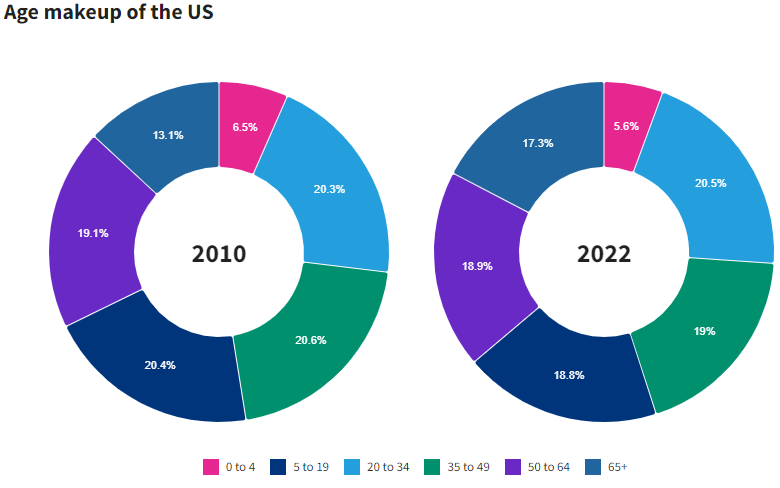 Age makeup of the US
13.1%
6.5%
20.3%
19.1%
20.6%
20.4%
2010
17.3%
5.6%
20.5%
18.9%
19%
18.8%
2022
0 to 4
5 to 19
20 to 34
35 to 49
50 to 64
65+